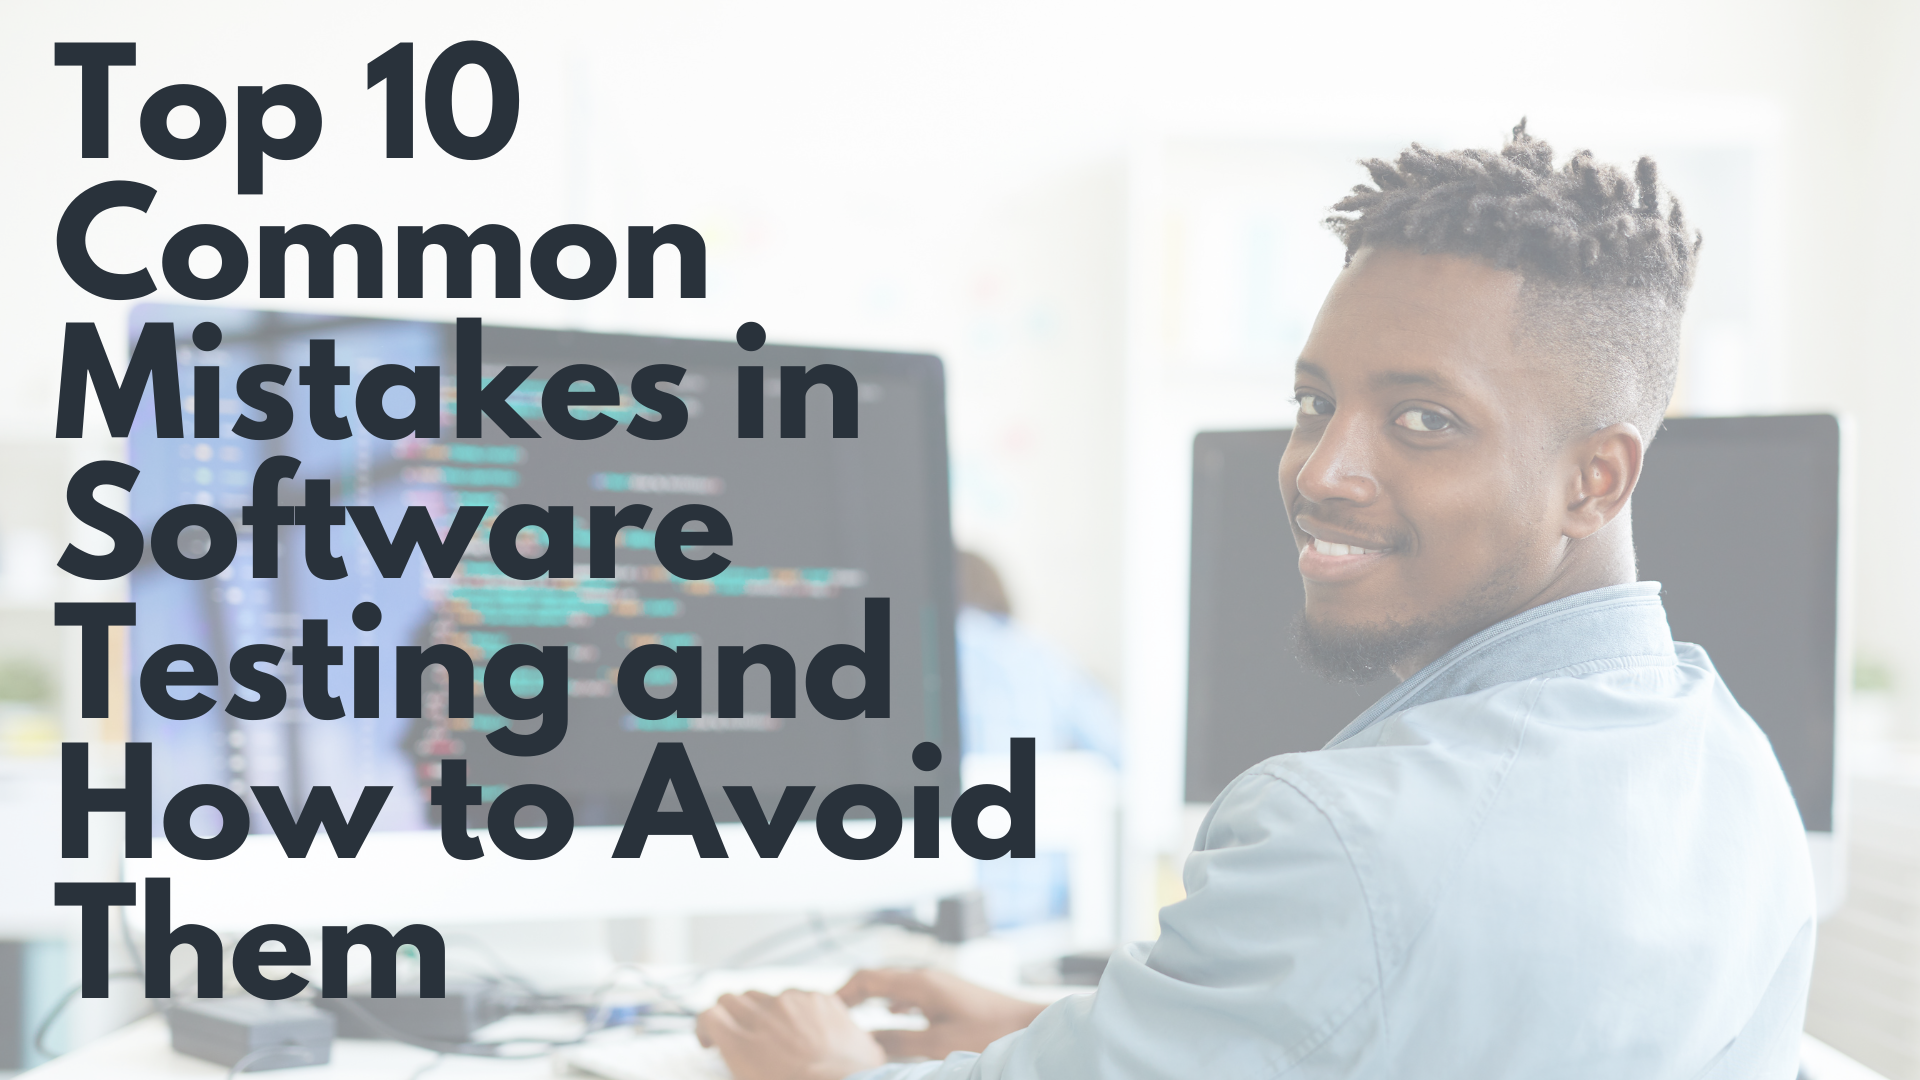 Top 10
Common
Mistakes in
Software
Testing and
How to Avoid
Them